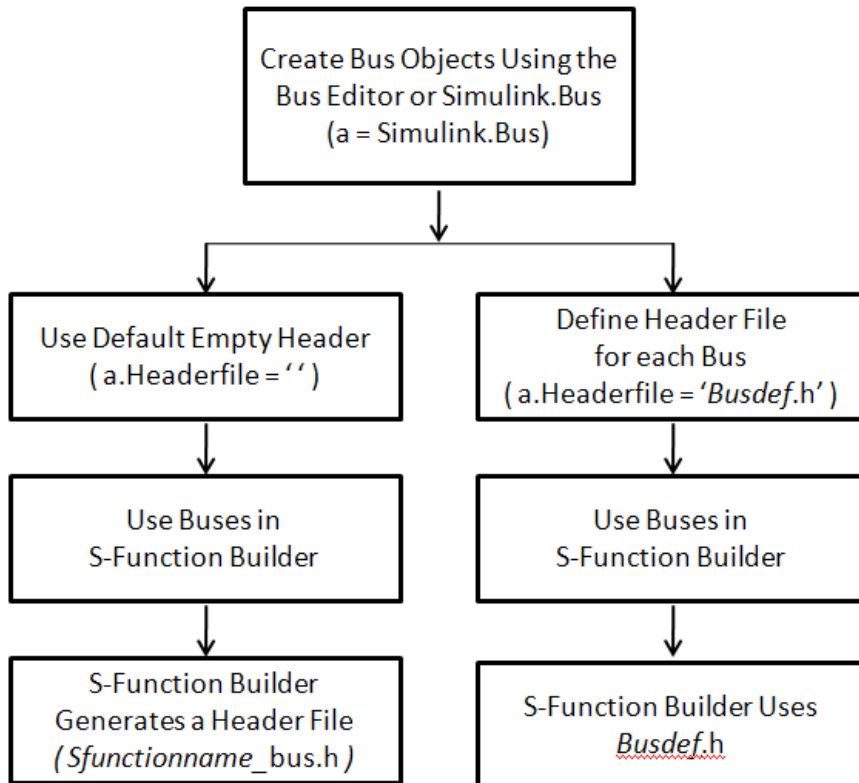 Create Bus Objects Using the
Bus Editor or Simulink.Bus
(a = Simulink.Bus)
Use Default Empty Header
( a.Headerfile = ‘ ‘ )
Define Header File
for each Bus
( a.Headerfile = ‘Busdef.h’ )
Use Buses in
S-Function Builder
Use Buses in
S-Function Builder
S-Function Builder
Generates a Header File
( Sfunctionname_bus.h )
S-Function Builder Uses
Busdef.h